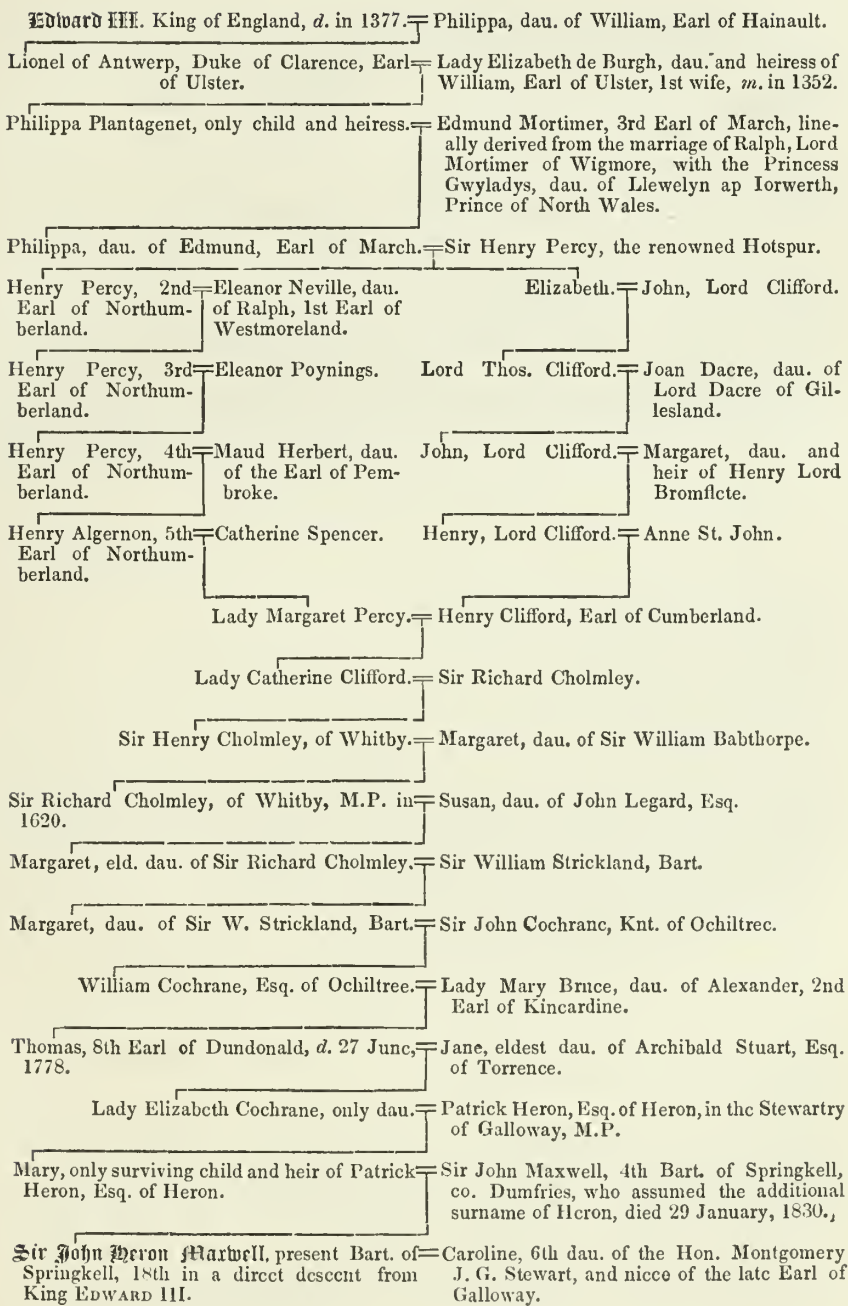 Edward III. King of England, d. in 1377. Philippa, dau. of William, Earl of Hainault.
Lionel of Antwerp, Duke of Clarence, Earl
of Ulster.
Lady Elizabeth de Burgh, dau. and heiress of
William, Earl of Ulster, 1st wife, m. in 1352.
Philippa Plantagenet, only child and heiress.
Edmund Mortimer, 3rd Earl of March, line-
ally derived from the marriage of Ralph, Lord
Mortimer of Wigmore, with the Princess
Gwyladys, dau. of Llewelyn ap Iorwerth,
Prince of North Wales.
Philippa, dau. of Edmund, Earl of March. Sir Henry Percy, the renowned Hotspur.
Henry Percy, 2nd
Earl of Northum-
berland.
Eleanor Neville, dau.
of Ralph, 1st Earl of
Westmoreland.
Elizabeth. John, Lord Clifford.
Henry Percy, 3rd
Earl of Northum-
berland.
Eleanor Poynings.
Lord Thos. Clifford.
Joan Dacre, dau. of
Lord Dacre of Gil-
lesland.
Henry Percy, 4th
Earl of Northum-
berland.
Maud Herbert, dau.
of the Earl of Pem-
broke.
John, Lord Clifford.
Margaret, dau. and
heir of Henry Lord
Bromflete.
Henry Algernon, 5th
Earl of Northum-
berland.
Catherine Spencer.
Henry, Lord Clifford. Anne St. John.
Lady Margaret Percy. Henry Clifford, Earl of Cumberland.
Lady Catherine Clifford. Sir Richard Cholmley.
Sir Henry Cholmley, of Whitby. Margaret, dau. of Sir William Babthorpe.
Sir Richard Cholmley, of Whitby, M.P. in
1620.
Susan, dau. of John Legard, Esq.
Margaret, eld. dau. of Sir Richard Cholmley. Sir William Strickland, Bart.
Margaret, dau. of Sir W. Strickland, Bart. Sir John Cochrane, Knt. of Ochiltree.
William Cochrane, Esq. of Ochiltree.
Lady Mary Bruce, dau. of Alexander, 2nd
Earl of Kincardine.
Thomas, 8th Earl of Dundonald, d. 27 June,
1778.
Jane, eldest dau. of Archibald Stuart, Esq.
of Torrence.
Lady Elizabeth Cochrane, only dau.
Patrick Heron, Esq. of Heron, in the Stewartry
of Galloway, M.P.
Mary, only surviving child and heir of Patrick
Heron, Esq. of Heron.
Sir John Maxwell, 4th Bart. of Springkell,
co. Dumfries, who assumed the additional
surname of Heron, died 29 January, 1830.
Sir John Heron Maxwell, present Bart. of
Springkell, 18th in a direct descent from
King EDWARD III.
Caroline, 6th dau. of the Hon. Montgomery
J. G. Stewart, and niece of the late Earl of
Galloway.